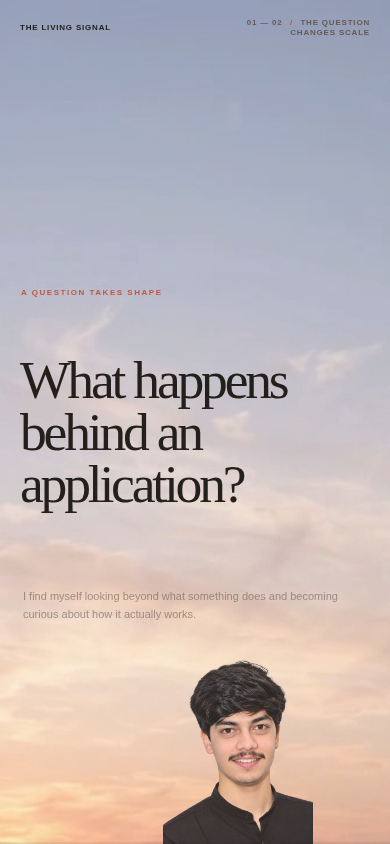 THE LIVING SIGNAL
01 — 02 / THE QUESTION
CHANGES SCALE
A QUESTION TAKES SHAPE
What happens
behind an
application?
I find myself looking beyond what something does and becoming
curious about how it actually works.